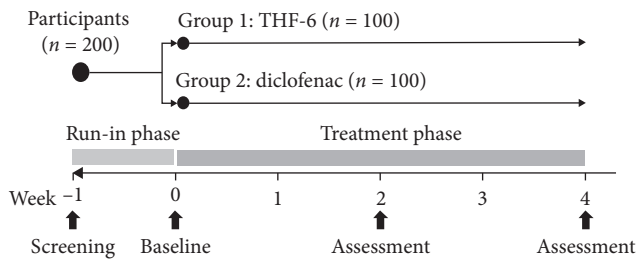 Participants
(n = 200)
Group 1: THF-6 (n = 100)
Group 2: diclofenac (n = 100)
Run-in phase
Treatment phase
Week –1 0 1 2 3 4
Screening Baseline Assessment Assessment